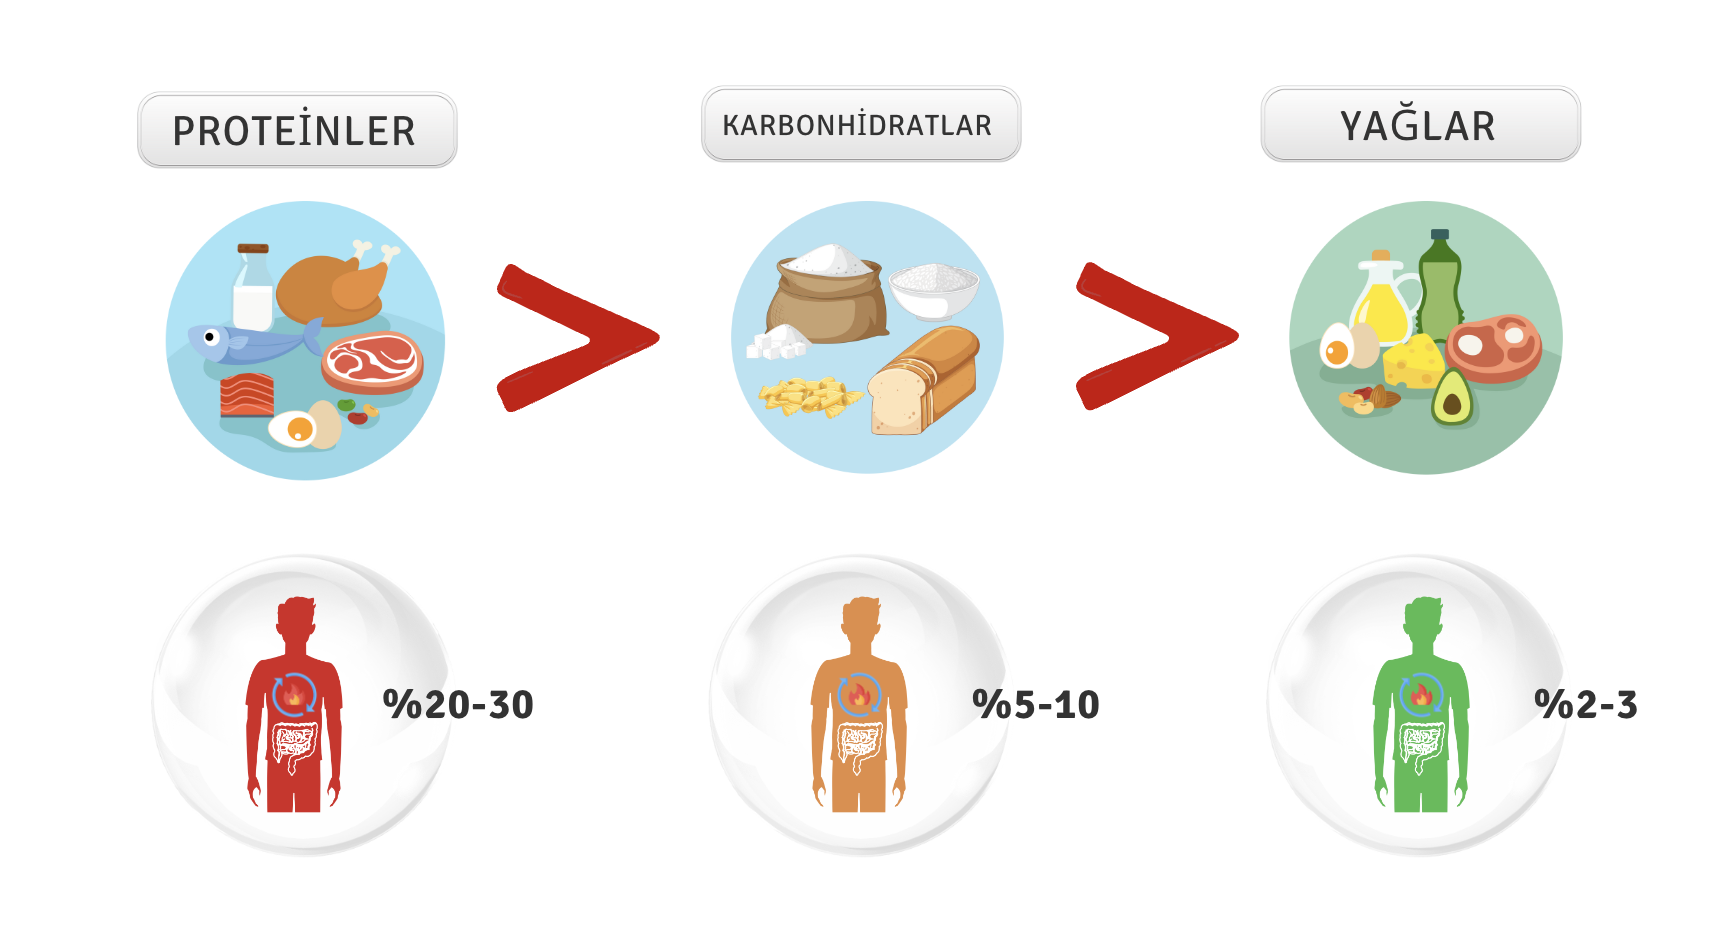 PROTEİNLER
KARBONHİDRATLAR
YAĞLAR
%20-30
%5-10
%2-3